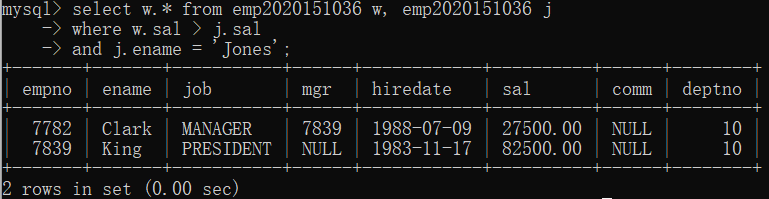 mysql> select w.* from emp2020151036 w, emp2020151036 j
-> where w.sal > j.sal
-> and j.ename = 'Jones';
+-------+-------+-----------+------+------------+----------+------+--------+
| empno | ename | job | mgr | hiredate | sal | comm | deptno |
+-------+-------+-----------+------+------------+----------+------+--------+
| 7782 | Clark | MANAGER | 7839 | 1988-07-09 | 27500.00 | NULL | 10 |
| 7839 | King | PRESIDENT | NULL | 1983-11-17 | 82500.00 | NULL | 10 |
+-------+-------+-----------+------+------------+----------+------+--------+
2 rows in set (0.00 sec)